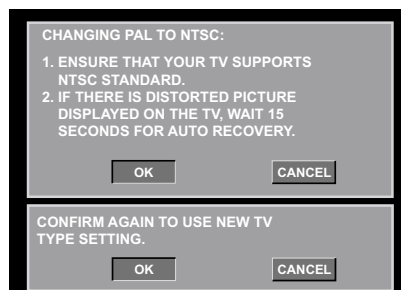 CHANGING PAL TO NTSC:
1. ENSURE THAT YOUR TV SUPPORTS
NTSC STANDARD.
2. IF THERE IS DISTORTED PICTURE
DISPLAYED ON THE TV, WAIT 15
SECONDS FOR AUTO RECOVERY.
OK CANCEL
CONFIRM AGAIN TO USE NEW TV
TYPE SETTING.
OK CANCEL